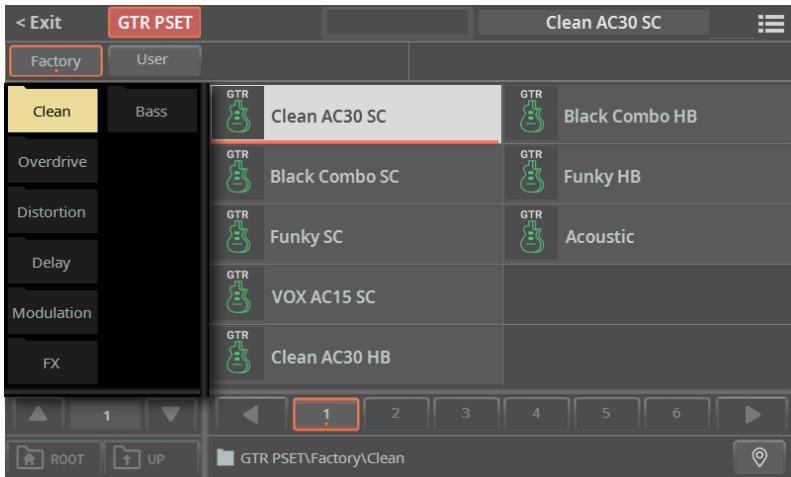 < Exit GTR PSET Clean AC30 SC
Factory User
Clean Bass GTR Clean AC30 SC GTR Black Combo HB
Overdrive GTR Black Combo SC GTR Funky HB
Distortion GTR Funky SC GTR Acoustic
Delay
Modulation GTR VOX AC15 SC
FX GTR Clean AC30 HB
1 1 2 3 4 5 6
ROOT UP GTR PSET\Factory\Clean